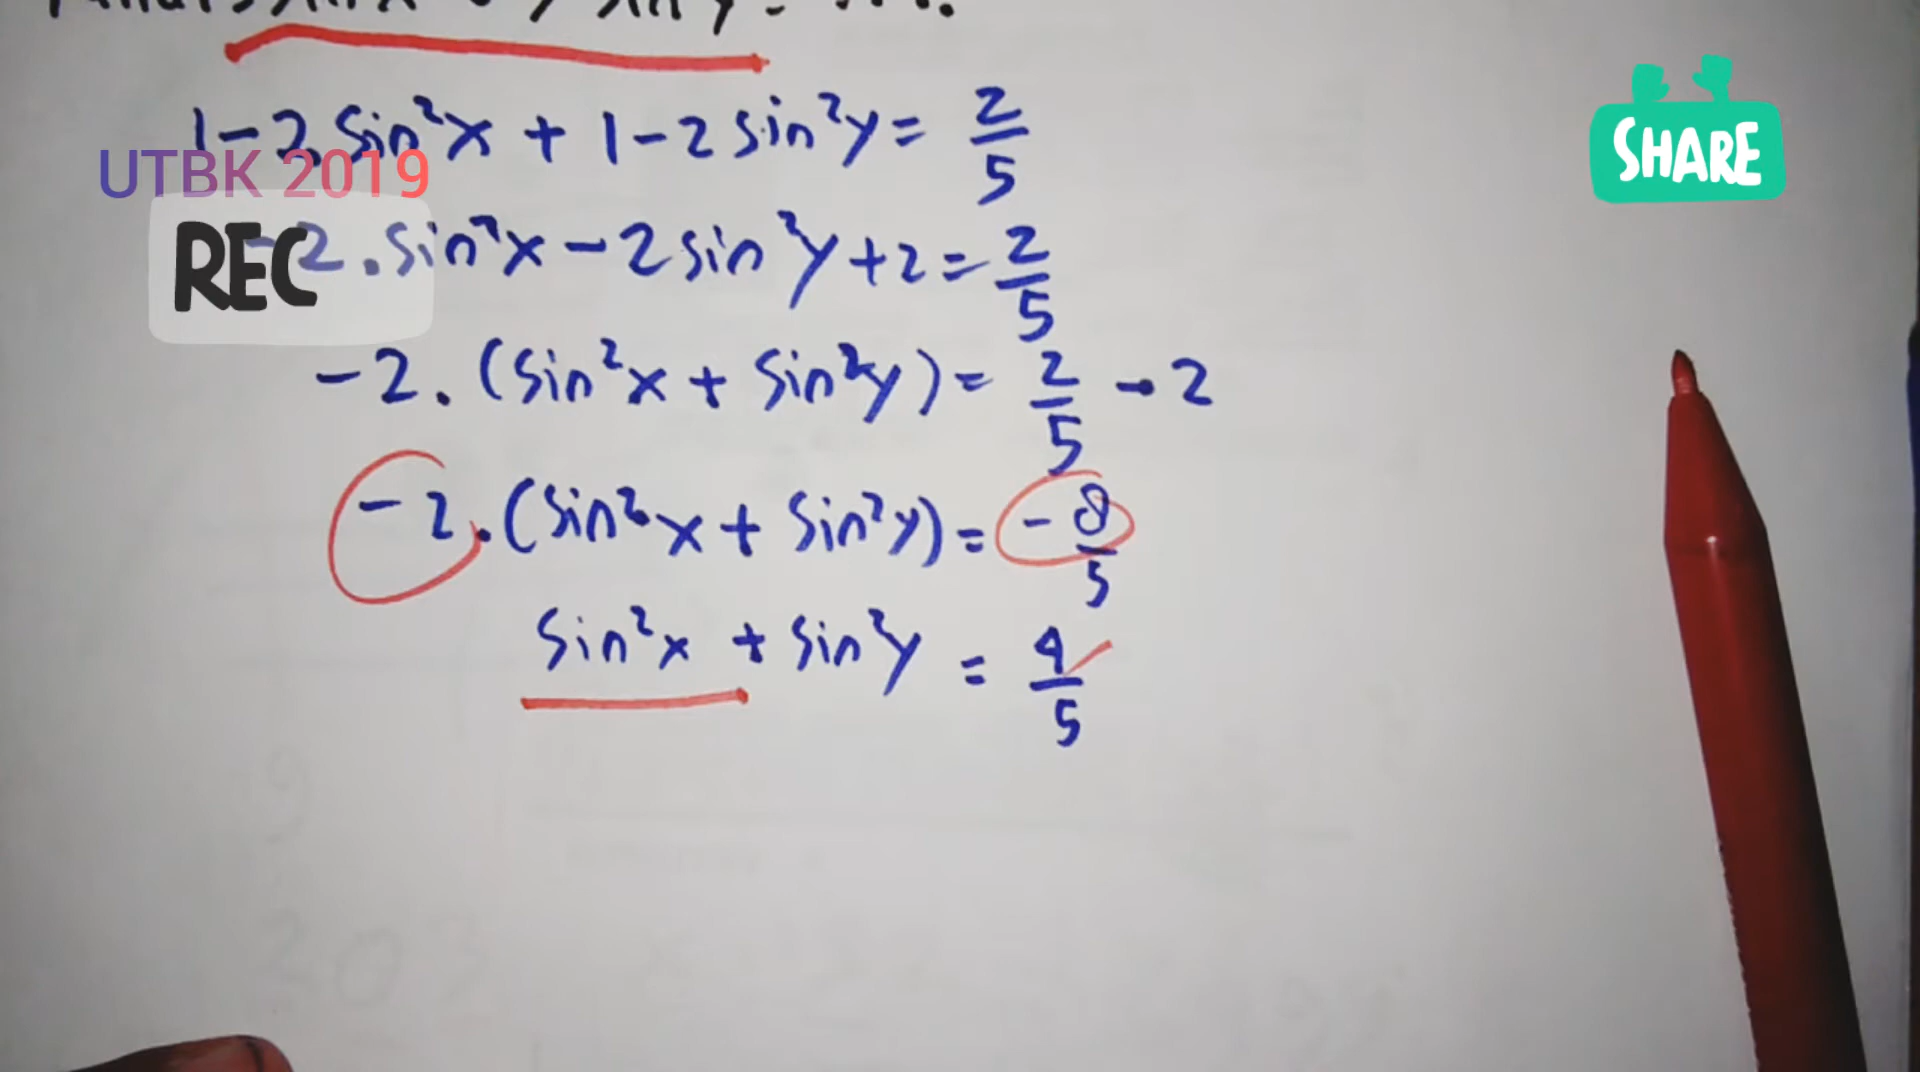 1-2.sin²x + 1-2 sin²y = 2/5
UTBK 2019
SHARE
REC
-2.sin²x - 2 sin²y + 2 = 2/5
-2.(sin²x + sin²y) = 2/5 - 2
-2.(sin²x + sin²y) = -8/5
sin²x + sin²y = 4/5